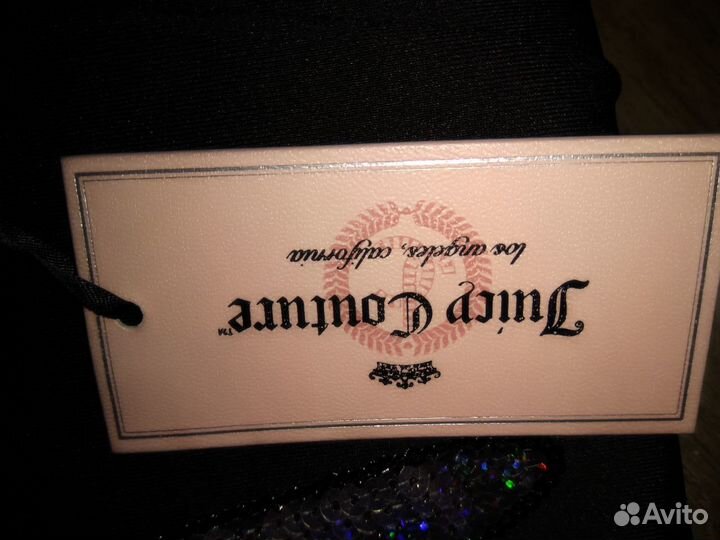 Juicy Couture™
los angeles, california
Avito